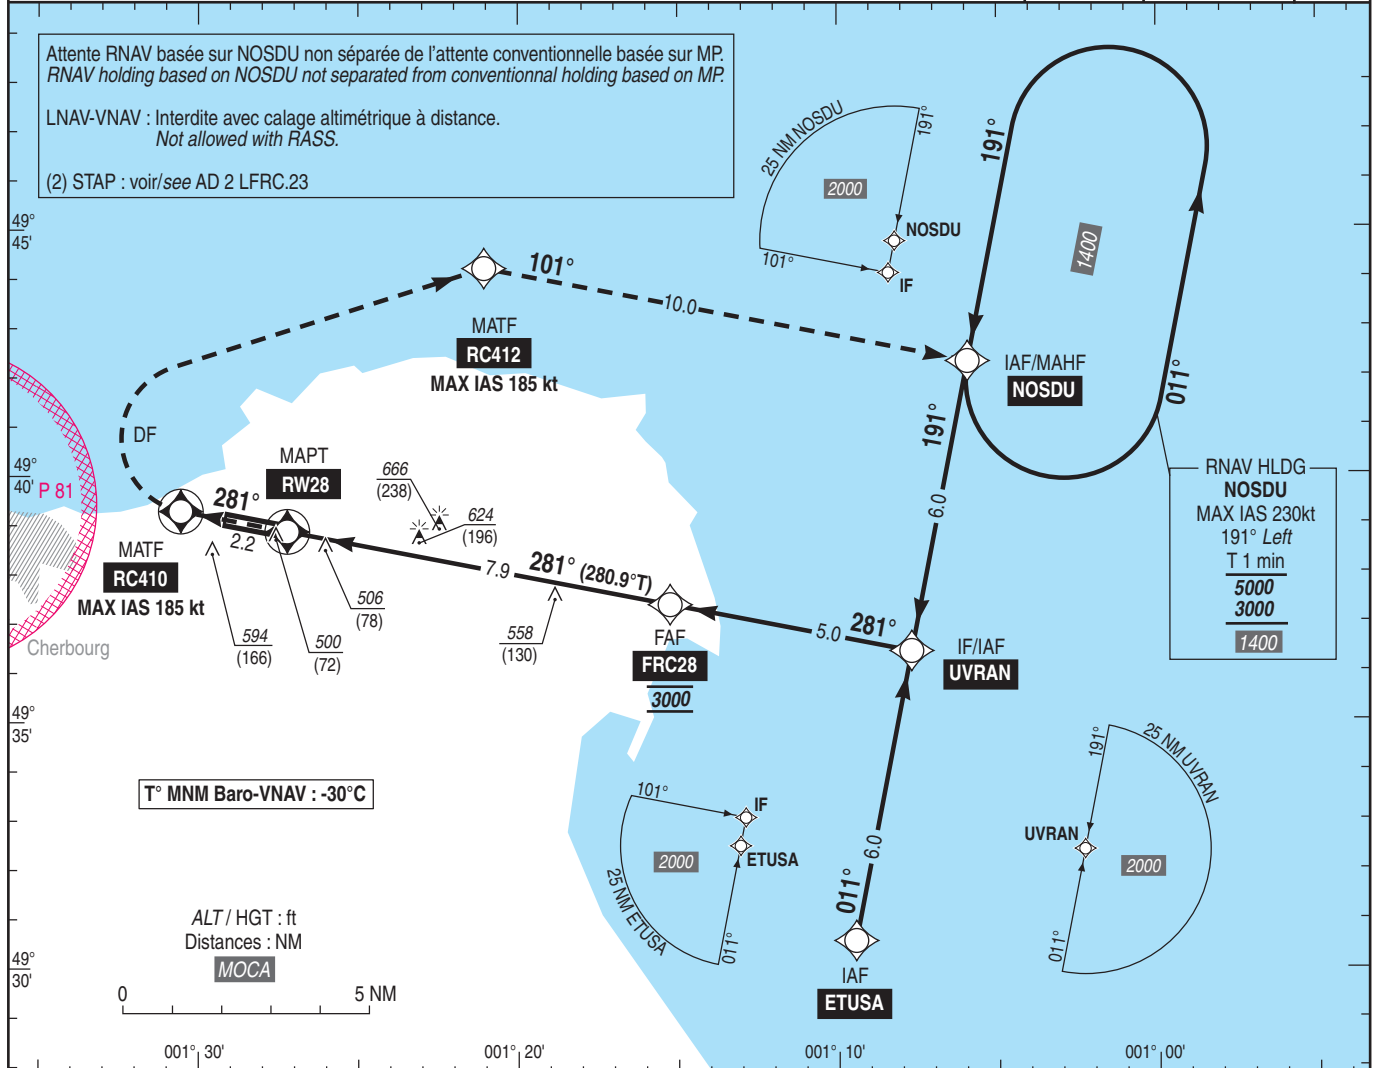 Attente RNAV basée sur NOSDU non séparée de l'attente conventionnelle basée sur MP.
RNAV holding based on NOSDU not separated from conventionnal holding based on MP.
LNAV-VNAV : Interdite avec calage altimétrique à distance.
Not allowed with RASS.
(2) STAP : voir/see AD 2 LFRC.23
25 NM NOSDU
191°
2000
NOSDU
101°
IF
191°
1400
011°
49°
45'
101°
10.0
MATF
RC412
MAX IAS 185 kt
IAF/MAHF
NOSDU
DF
191°
6.0
RNAV HLDG
NOSDU
MAX IAS 230kt
191° Left
T 1 min
5000
3000
1400
49°
40'
P 81
MAPT
RW28
281°
2.2
666
(238)
624
(196)
MATF
RC410
MAX IAS 185 kt
7.9
281° (280.9°T)
506
(78)
594
(166)
500
(72)
558
(130)
Cherbourg
FAF
FRC28
3000
5.0
281°
IF/IAF
UVRAN
49°
35'
T° MNM Baro-VNAV : -30°C
101°
IF
2000
ETUSA
25 NM ETUSA
011°
6.0
011°
191°
25 NM UVRAN
UVRAN
2000
011°
ALT / HGT : ft
Distances : NM
MOCA
0
5 NM
49°
30'
IAF
ETUSA
001° 30'
001° 20'
001° 10'
001° 00'